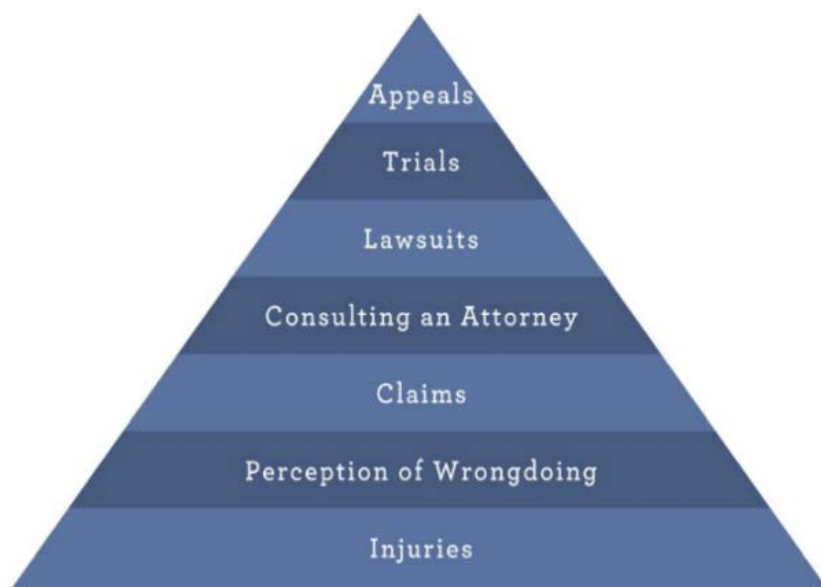 Appeals
Trials
Lawsuits
Consulting an Attorney
Claims
Perception of Wrongdoing
Injuries